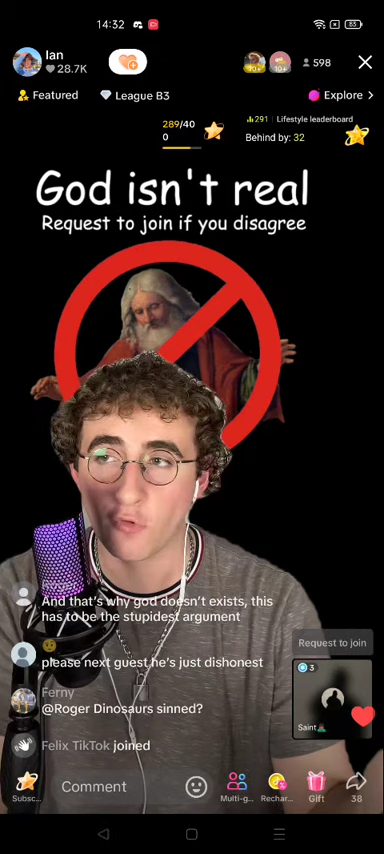 14:32
83
Ian
28.7K
10+
10+
598
Featured
League B3
Explore >
289/40
0
291 | Lifestyle leaderboard
Behind by: 32
God isn't real
Request to join if you disagree
And that's why god doesn't exists, this
has to be the stupidest argument
please next guest he's just dishonest
Ferny
@Roger Dinosaurs sinned?
Felix TikTok joined
Request to join
3
Saint
Comment
Subsc...
Multi-g...
Rechar...
Gift
38